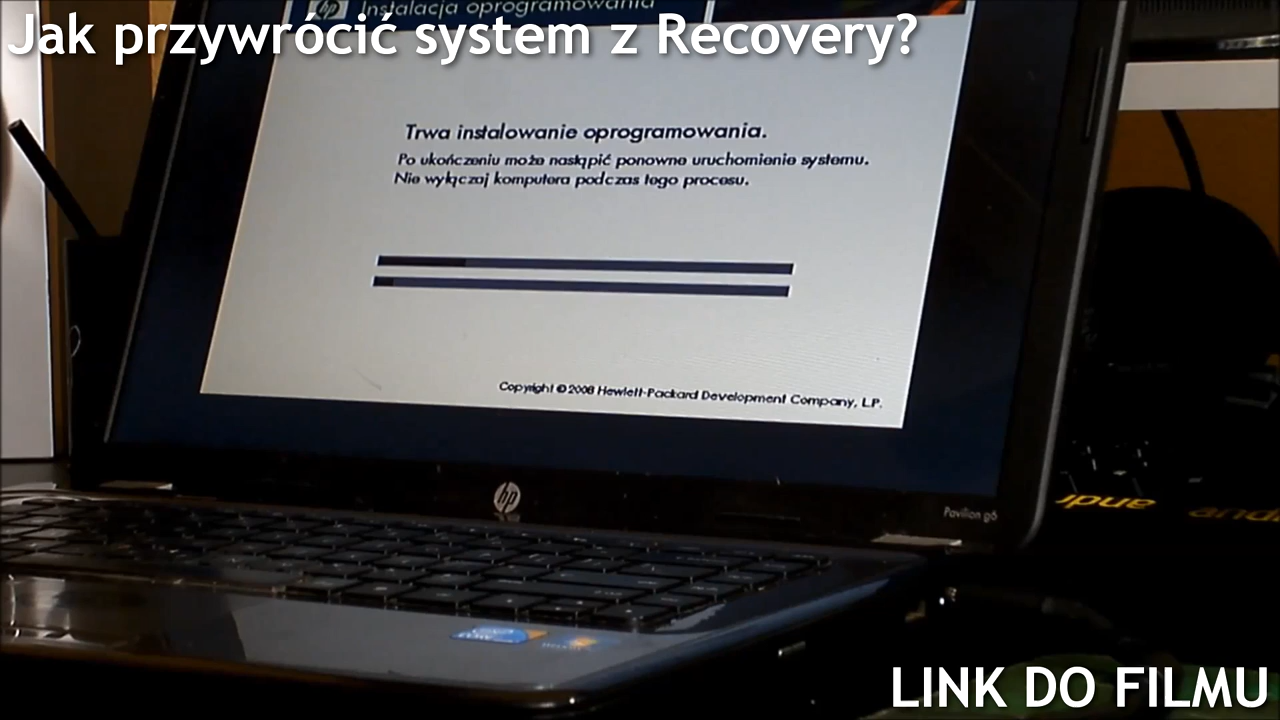 Instalacja oprogramowania
Jak przywrócić system z Recovery?
Trwa instalowanie oprogramowania.
Po ukończeniu może nastąpić ponowne uruchomienie systemu.
Nie wyłączaj komputera podczas tego procesu.
Copyright © 2008 Hewlett-Packard Development Company, L.P.
hp
Pavilion g6
LINK DO FILMU